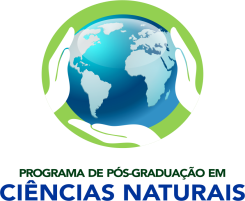 PROGRAMA DE PÓS-GRADUAÇÃO EM
CIÊNCIAS NATURAIS